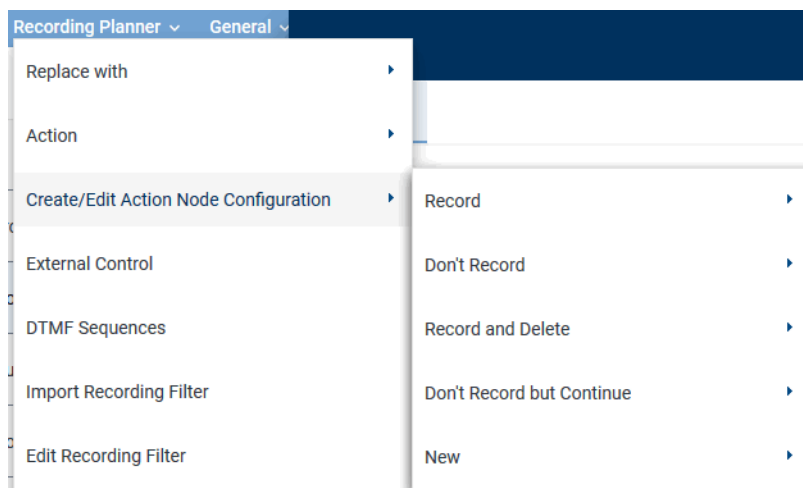 Recording Planner General
Replace with
Action
Create/Edit Action Node Configuration
External Control
DTMF Sequences
Import Recording Filter
Edit Recording Filter
Record
Don't Record
Record and Delete
Don't Record but Continue
New